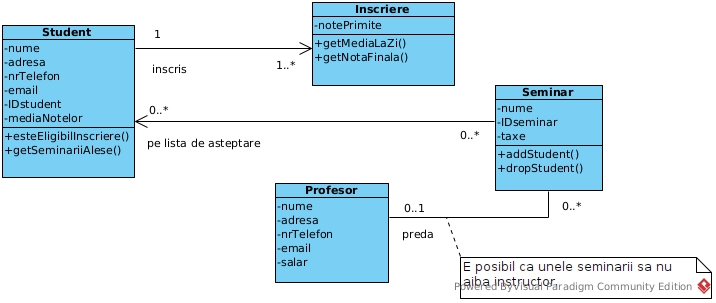 Student
-nume
-adresa
-nrTelefon
-email
-IDstudent
-mediaNotelor
+esteEligibilInscriere()
+getSeminariiAlese()
1
inscris
1..*
Inscriere
-notePrimite
+getMediaLaZi()
+getNotaFinala()
0..*
pe lista de asteptare
0..*
Seminar
-nume
-IDseminar
-taxe
+addStudent()
+dropStudent()
Profesor
-nume
-adresa
-nrTelefon
-email
-salar
0..1
preda
0..*
E posibil ca unele seminarii sa nu
aiba instructor
Powered ByVisual Paradigm Community Edition